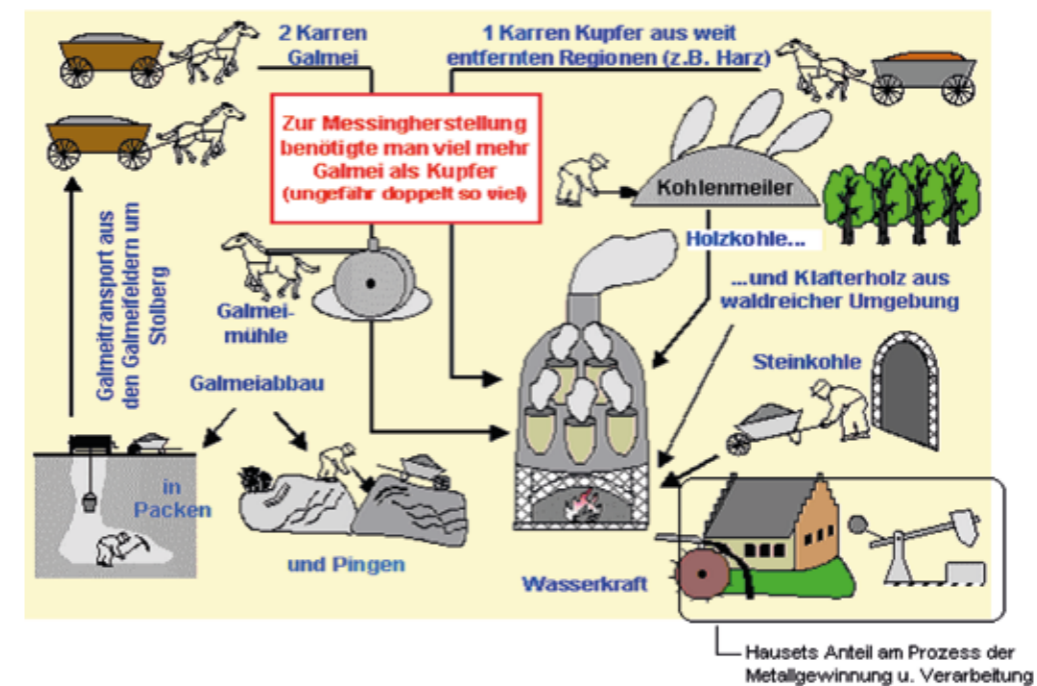 2 Karren
Galmei
1 Karren Kupfer aus weit
entfernten Regionen (z.B. Harz)
Zur Messingherstellung
benötigte man viel mehr
Galmei als Kupfer
(ungefähr doppelt so viel)
Kohlenmeiler
Holzkohle...
...und Klafterholz aus
waldreicher Umgebung
Galmeitransport aus
den Galmeifeldern um
Stolberg
Galmei-
mühle
Steinkohle
Galmeiabbau
in
Packen
und Pingen
Wasserkraft
Hausets Anteil am Prozess der
Metallgewinnung u. Verarbeitung